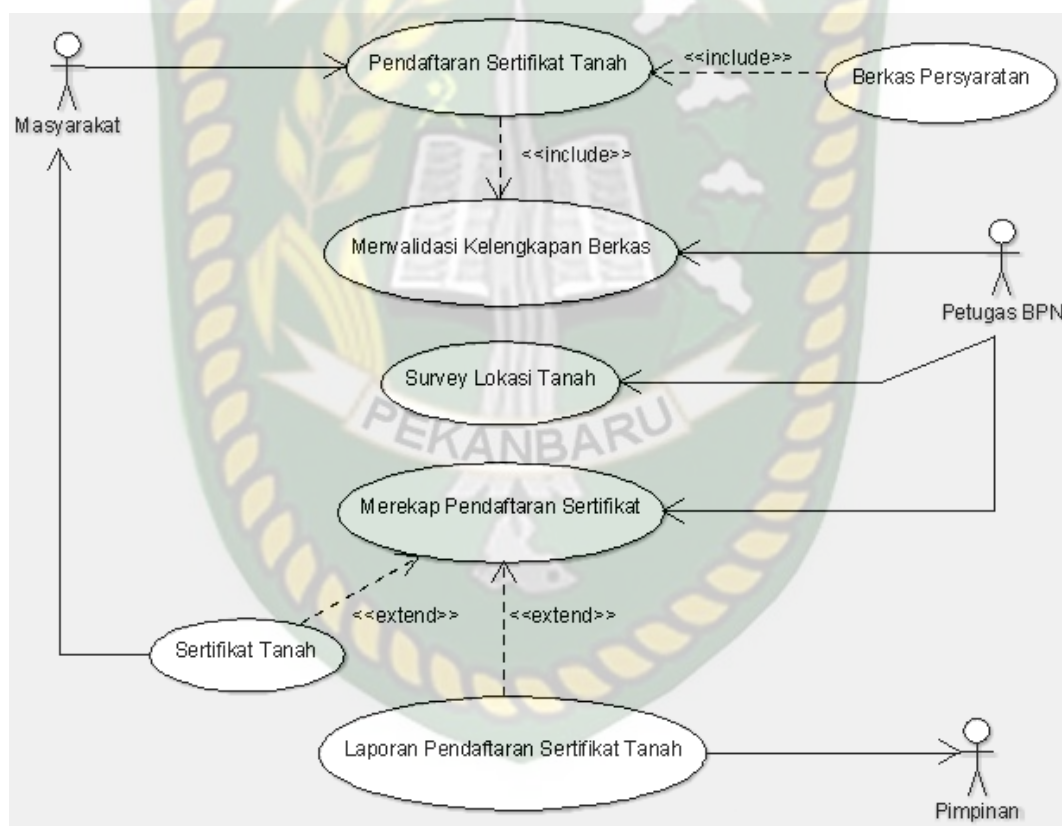 Pendaftaran Sertifikat Tanah
<<include>>
Berkas Persyaratan
Masyarakat
<<include>>
Menvalidasi Kelengkapan Berkas
Petugas BPN
Survey Lokasi Tanah
PEKANBARU
Merekap Pendaftaran Sertifikat
<<extend>>
<<extend>>
Sertifikat Tanah
Laporan Pendaftaran Sertifikat Tanah
Pimpinan